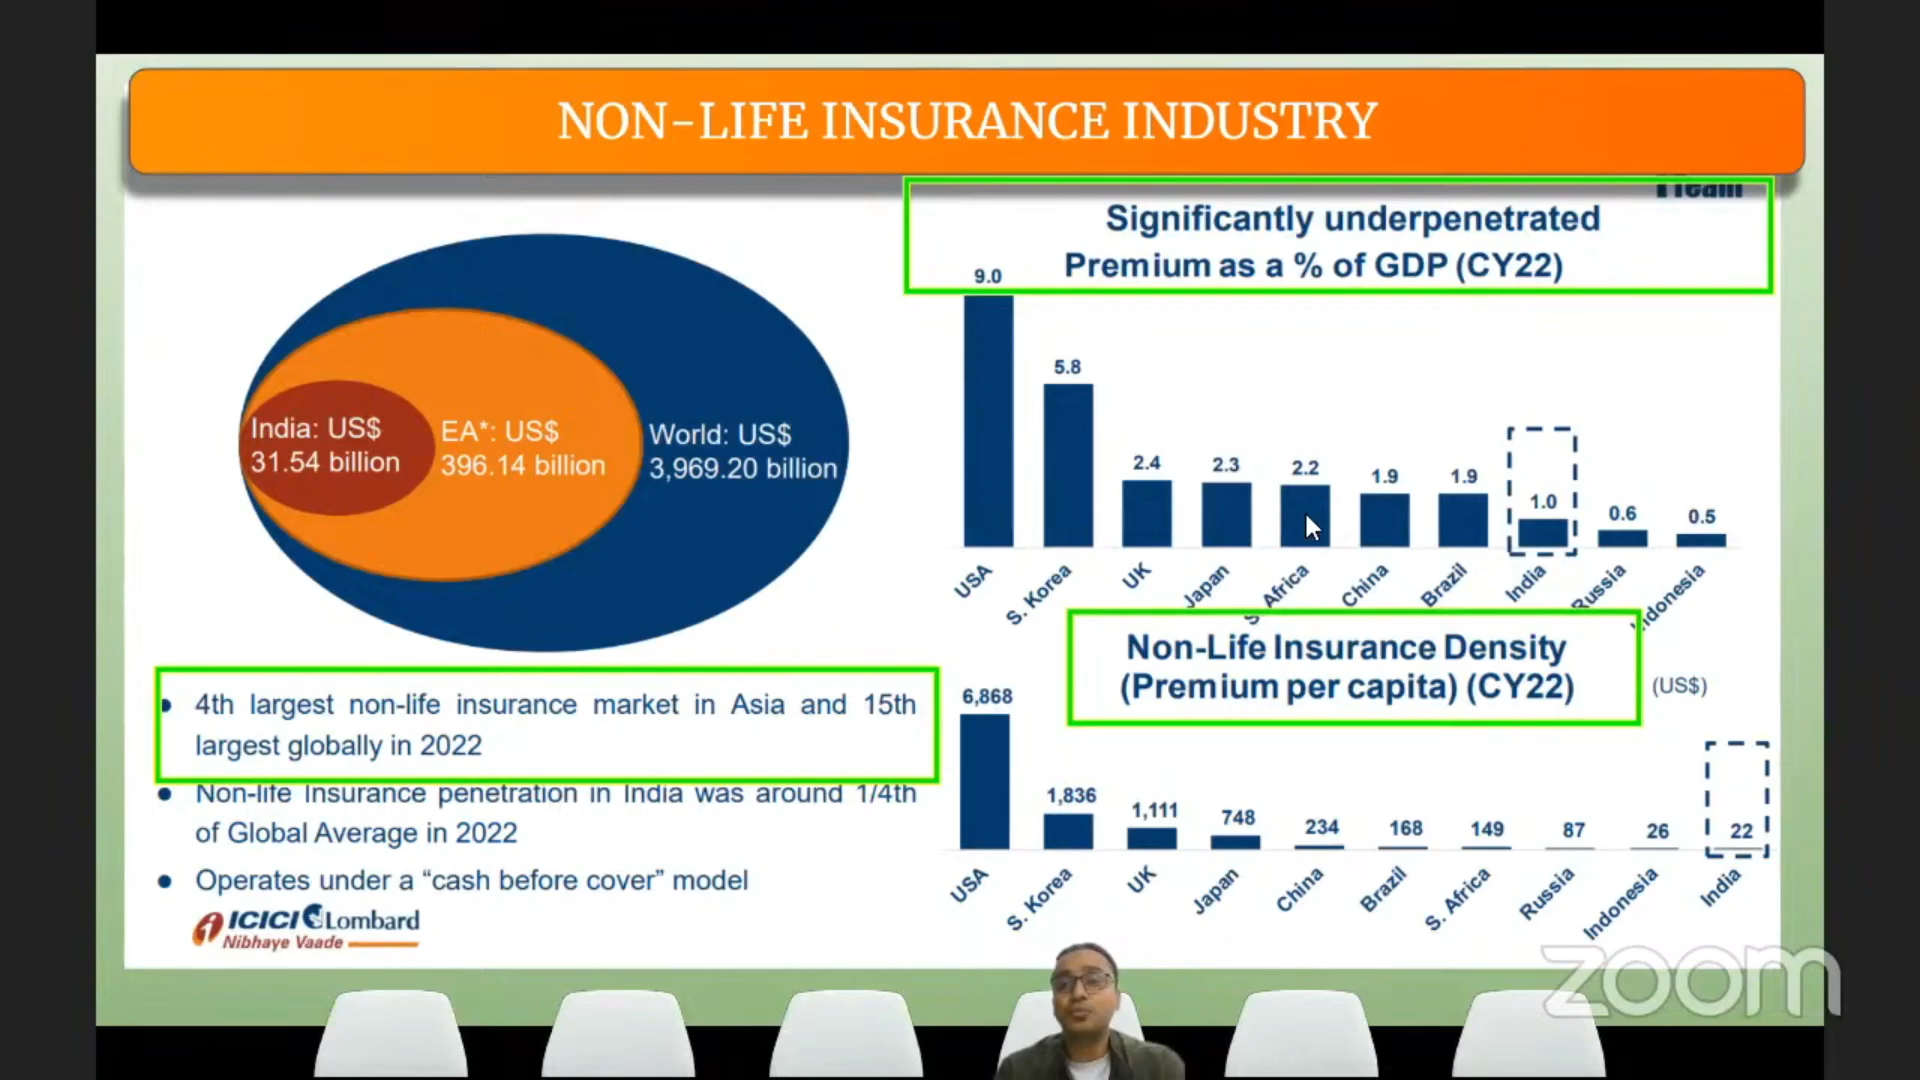 NON-LIFE INSURANCE INDUSTRY
Significantly underpenetrated
Premium as a % of GDP (CY22)
9.0
5.8
2.4
2.3
2.2
1.9
1.9
1.0
0.6
0.5
USA
S. Korea
UK
Japan
S. Africa
China
Brazil
India
Russia
Indonesia
India: US$
31.54 billion
EA*: US$
396.14 billion
World: US$
3,969.20 billion
• 4th largest non-life insurance market in Asia and 15th
largest globally in 2022
• Non-life Insurance penetration in India was around 1/4th
of Global Average in 2022
• Operates under a “cash before cover” model
ICICI Lombard
Nibhaye Vaade
Non-Life Insurance Density
(Premium per capita) (CY22)
(US$)
6,868
1,836
1,111
748
234
168
149
87
26
22
USA
S. Korea
UK
Japan
China
Brazil
S. Africa
Russia
Indonesia
India
zoom